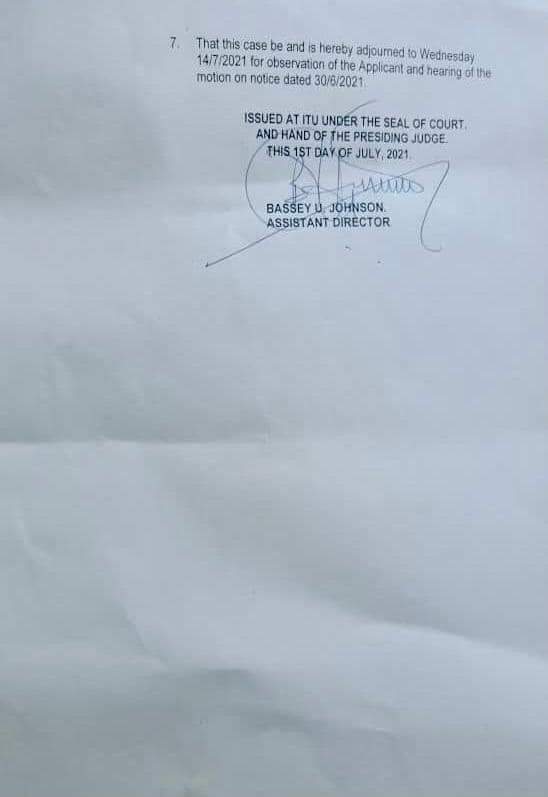 7. That this case be and is hereby adjourned to Wednesday
14/7/2021 for observation of the Applicant and hearing of the
motion on notice dated 30/6/2021.
ISSUED AT ITU UNDER THE SEAL OF COURT.
AND HAND OF THE PRESIDING JUDGE.
THIS 1ST DAY OF JULY, 2021.
BASSEY U. JOHNSON.
ASSISTANT DIRECTOR